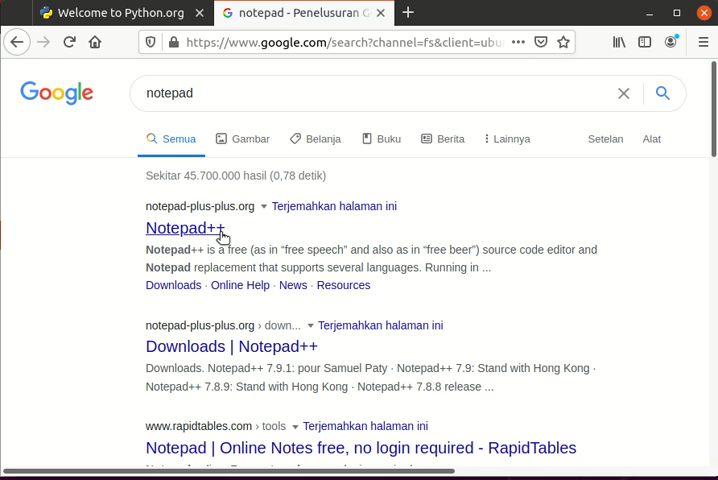 Welcome to Python.org
notepad - Penelusuran G
https://www.google.com/search?channel=fs&client=ubu
Google
notepad
Semua Gambar Belanja Buku Berita Lainnya Setelan Alat
Sekitar 45.700.000 hasil (0,78 detik)
notepad-plus-plus.org Terjemahkan halaman ini
Notepad++
Notepad++ is a free (as in “free speech” and also as in “free beer”) source code editor and
Notepad replacement that supports several languages. Running in ...
Downloads · Online Help · News · Resources
notepad-plus-plus.org › down... Terjemahkan halaman ini
Downloads | Notepad++
Downloads. Notepad++ 7.9.1: pour Samuel Paty · Notepad++ 7.9: Stand with Hong Kong ·
Notepad++ 7.8.9: Stand with Hong Kong · Notepad++ 7.8.8 release ...
www.rapidtables.com › tools Terjemahkan halaman ini
Notepad | Online Notes free, no login required - RapidTables